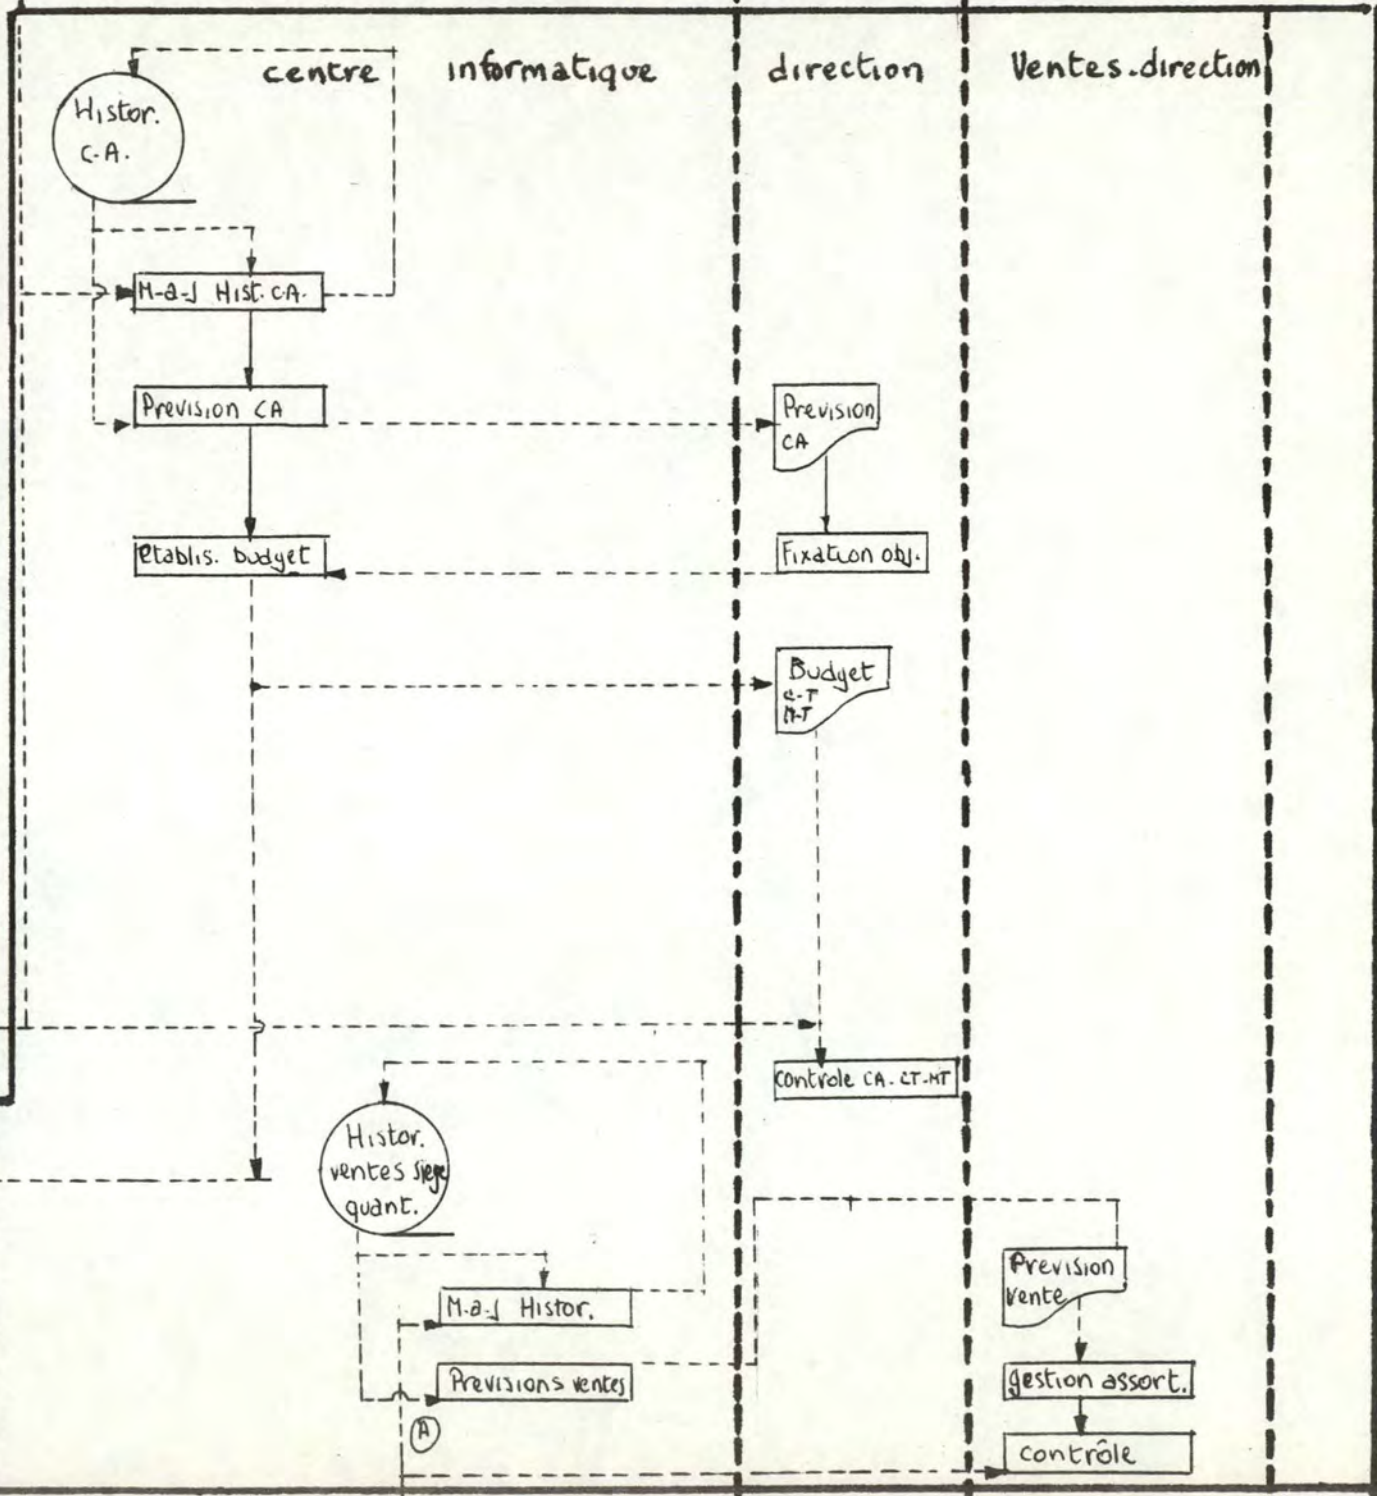 centre informatique direction Ventes.direction
Histor.
C.A.
M-a-J Hist. C.A.
Prevision CA
Prevision
CA
etablis. budget
Fixation obj.
Budget
C-T
M-T
Controle CA. CT-MT
Histor.
ventes siege
quant.
M.a.J Histor.
Previsions ventes
A
Prevision
vente
gestion assort.
contrôle